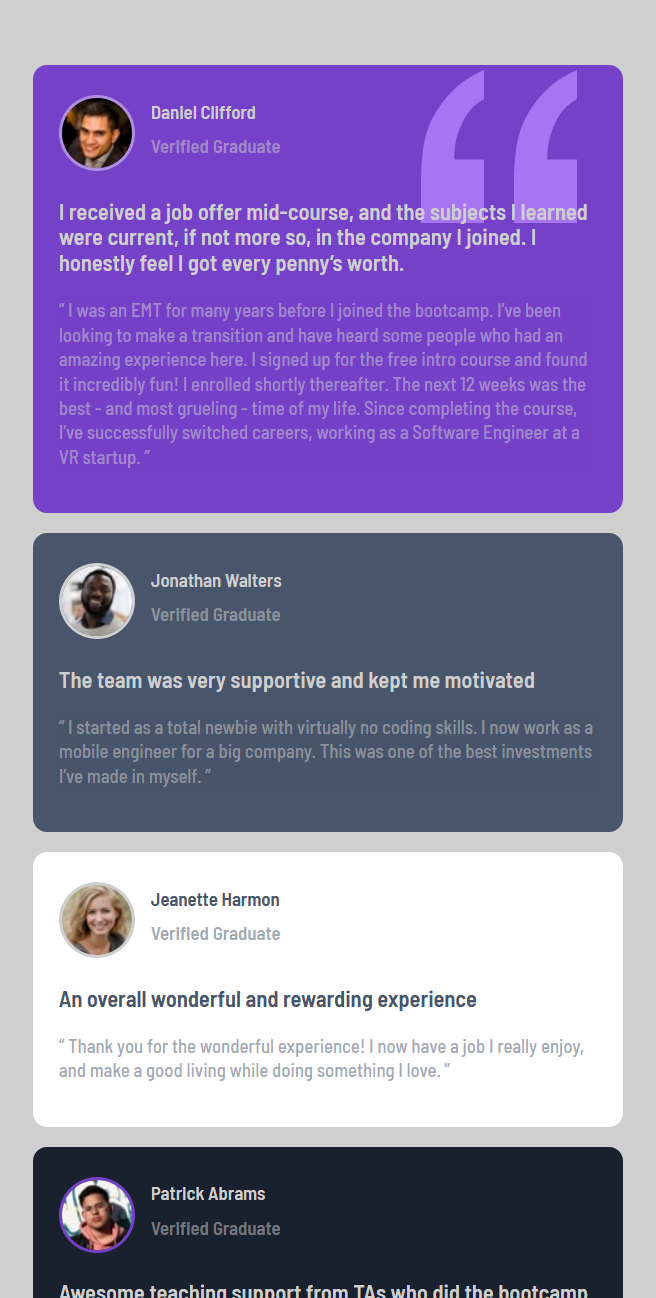 Daniel Clifford
Verified Graduate
I received a job offer mid-course, and the subjects I learned
were current, if not more so, in the company I joined. I
honestly feel I got every penny’s worth.
“ I was an EMT for many years before I joined the bootcamp. I’ve been
looking to make a transition and have heard some people who had an
amazing experience here. I signed up for the free intro course and found
it incredibly fun! I enrolled shortly thereafter. The next 12 weeks was the
best - and most grueling - time of my life. Since completing the course,
I’ve successfully switched careers, working as a Software Engineer at a
VR startup. ”
Jonathan Walters
Verified Graduate
The team was very supportive and kept me motivated
“ I started as a total newbie with virtually no coding skills. I now work as a
mobile engineer for a big company. This was one of the best investments
I’ve made in myself. ”
Jeanette Harmon
Verified Graduate
An overall wonderful and rewarding experience
“ Thank you for the wonderful experience! I now have a job I really enjoy,
and make a good living while doing something I love. ”
Patrick Abrams
Verified Graduate
Awesome teaching support from TAs who did the bootcamp